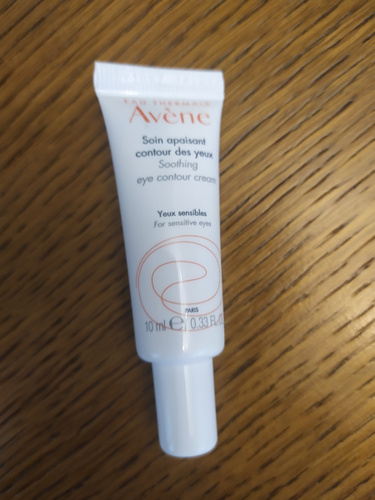 EAU THERMALE
Avène
Soin apaisant
contour des yeux
Soothing
eye contour cream
Yeux sensibles
For sensitive eyes
PARIS
10 ml e 0.33 FL.